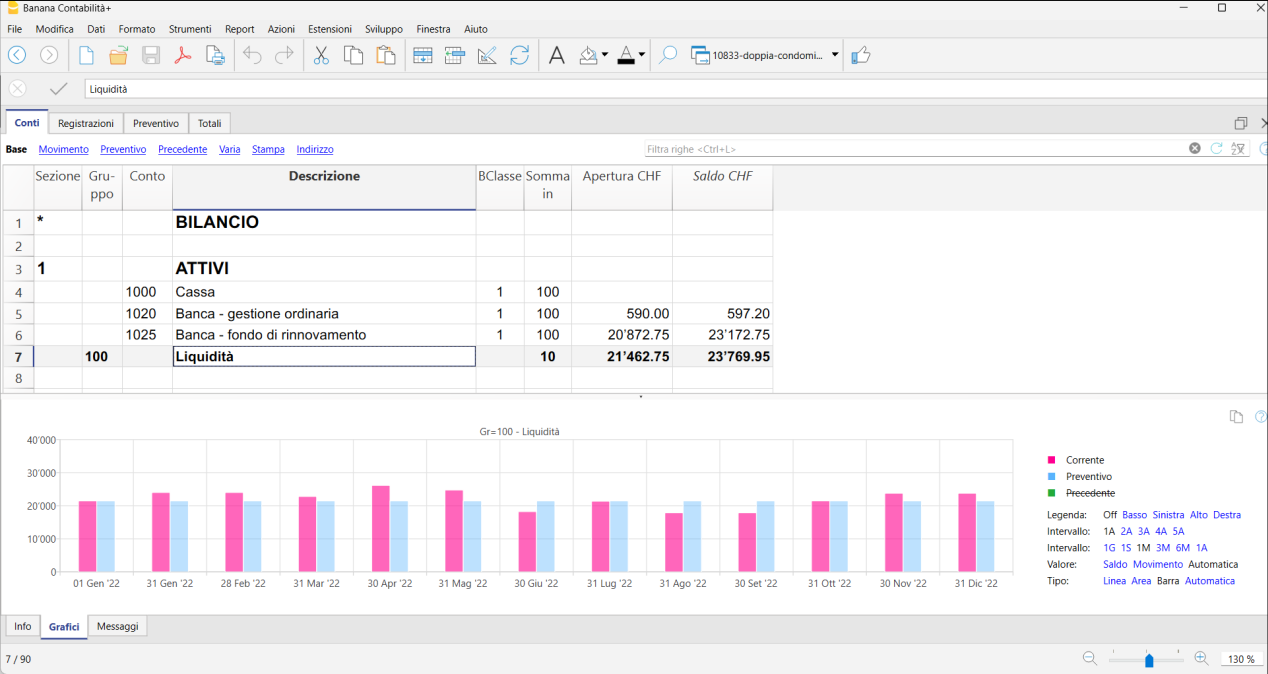 Banana Contabilità+
File Modifica Dati Formato Strumenti Report Azioni Estensioni Sviluppo Finestra Aiuto
10833-doppia-condomi...
Liquidità
Conti Registrazioni Preventivo Totali
Base Movimento Preventivo Precedente Varia Stampa Indirizzo Filtra righe <Ctrl+L>
Sezione Gru-ppo Conto Descrizione BClasse Somma in Apertura CHF Saldo CHF
1 * BILANCIO
2
3 1 ATTIVI
4 1000 Cassa 1 100
5 1020 Banca - gestione ordinaria 1 100 590.00 597.20
6 1025 Banca - fondo di rinnovamento 1 100 20’872.75 23’172.75
7 100 Liquidità 10 21’462.75 23’769.95
8
Gr=100 - Liquidità
40'000
30'000
20'000
10'000
0
01 Gen '22 31 Gen '22 28 Feb '22 31 Mar '22 30 Apr '22 31 Mag '22 30 Giu '22 31 Lug '22 31 Ago '22 30 Set '22 31 Ott '22 30 Nov '22 31 Dic '22
Corrente
Preventivo
Precedente
Legenda: Off Basso Sinistra Alto Destra
Intervallo: 1A 2A 3A 4A 5A
Intervallo: 1G 1S 1M 3M 6M 1A
Valore: Saldo Movimento Automatica
Tipo: Linea Area Barra Automatica
Info Grafici Messaggi
7 / 90 130 %